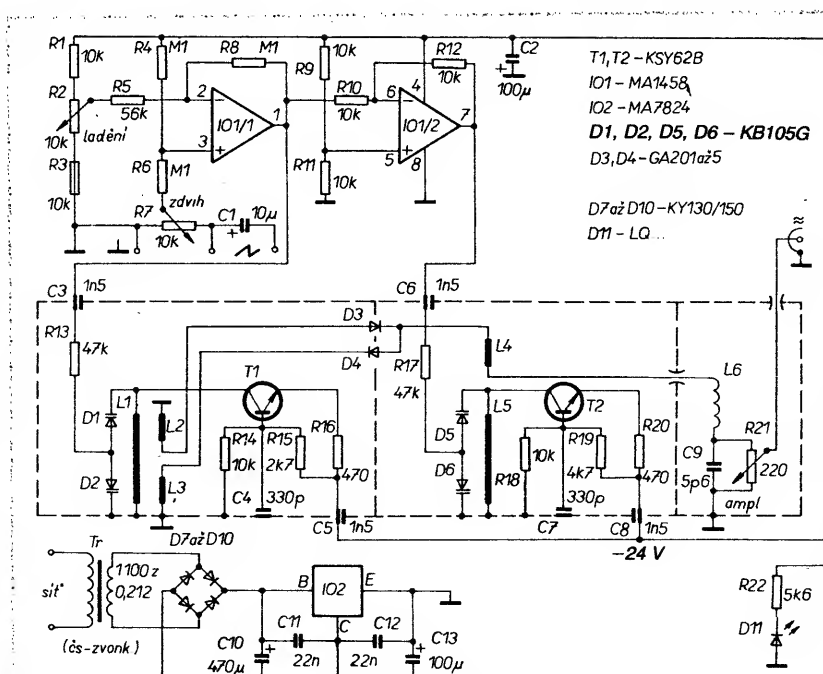 R1
10k
R2
10k
ladění
R3
10k
R4
M1
R5
56k
R6
M1
zdvih
R7
10k
C1
+
10µ
R8
M1
2
3
1
-
+
IO1/1
R9
10k
R10
10k
R11
10k
R12
10k
6
5
4
7
8
-
+
IO1/2
C2
+
100µ
T1,T2-KSY62B
IO1-MA1458
IO2-MA7824
D1, D2, D5, D6 – KB105G
D3,D4-GA201až5
D7až D10-KY130/150
D11-LQ...
≈
C3
1n5
R13
47k
D1
D2
L1
L2
L3
T1
R14
10k
R15
2k7
R16
470
C4
330p
C5
1n5
D3
D4
C6
1n5
R17
47k
L4
D5
D6
L5
R18
10k
T2
R19
4k7
R20
470
C7
330p
C8
1n5
L6
C9
5p6
R21
220
ampl
–24 V
Tr
síť
1100 z
0,212
(čs-zvonk)
D7až D10
IO2
B
E
C
C10
+
470µ
C11
22n
C12
22n
C13
+
100µ
R22
5k6
D11